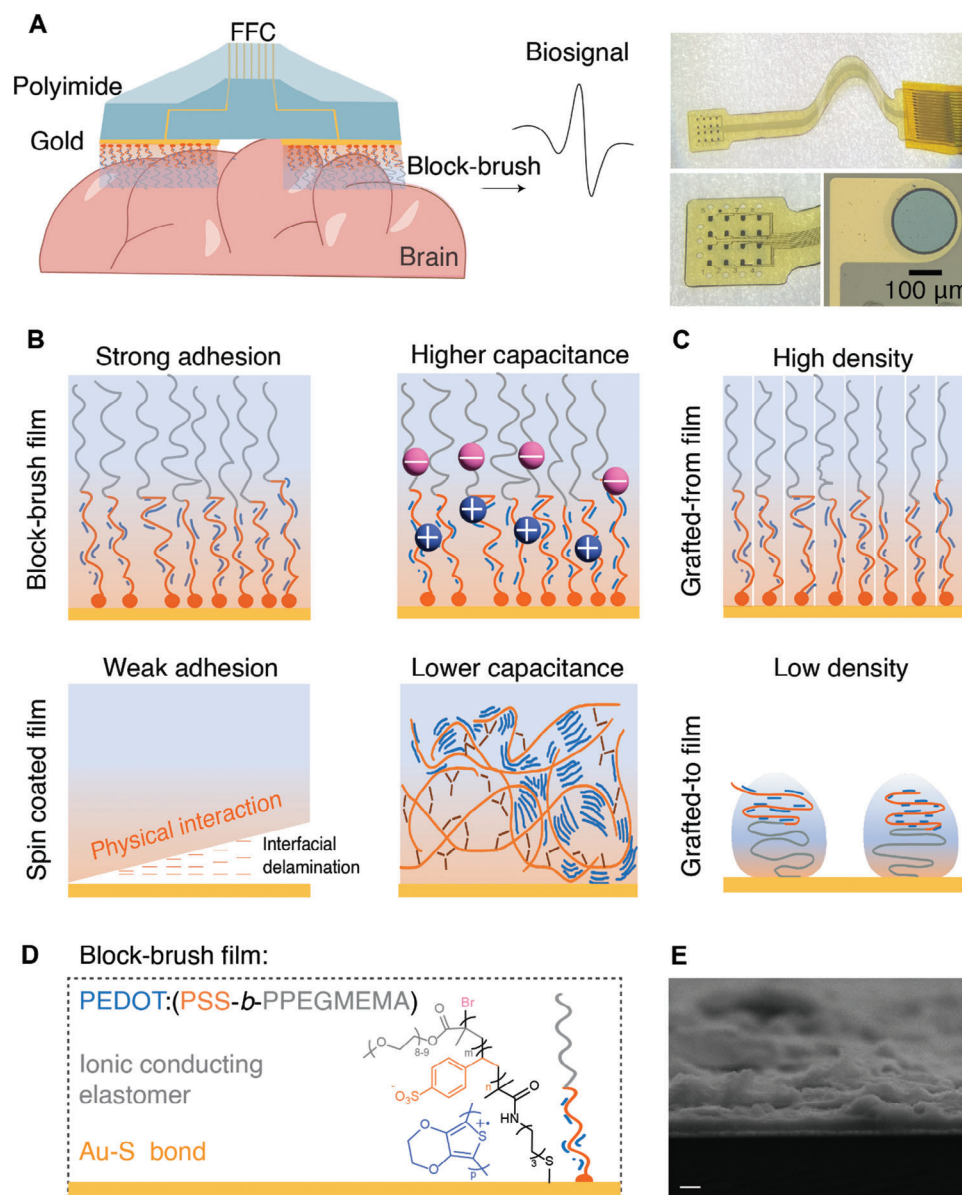 A
FFC
Polyimide
Gold
Block-brush
Brain
Biosignal
100 µm
B
Strong adhesion
Higher capacitance
Block-brush film
Weak adhesion
Lower capacitance
Spin coated film
Physical interaction
Interfacial
delamination
C
High density
Grafted-from film
Low density
Grafted-to film
D
Block-brush film:
PEDOT:(PSS-b-PPEGMEMA)
Ionic conducting
elastomer
Au-S bond
Br
O
O
O
8-9
m
n
-
O₃S
O
HN
3
S
O
O
S
+•
p
E